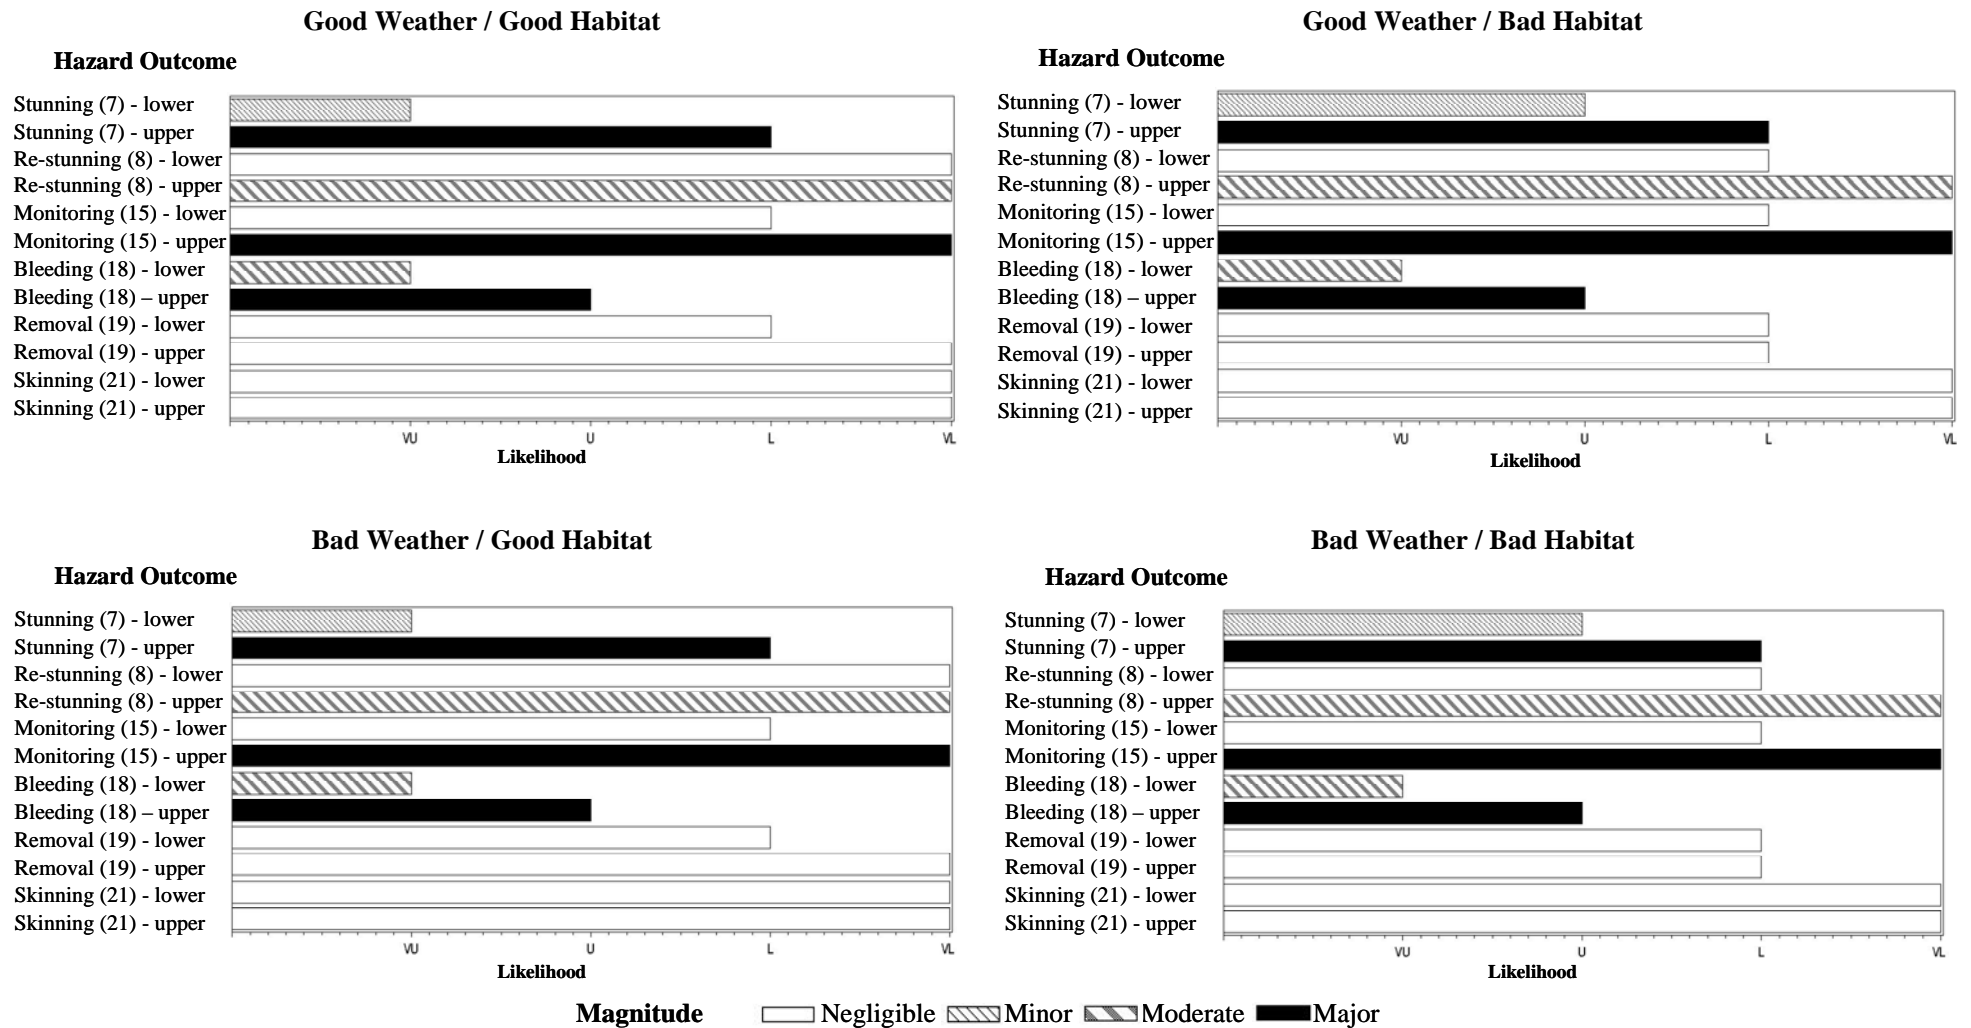 Good Weather / Good Habitat
Hazard Outcome
Stunning (7) - lower
Stunning (7) - upper
Re-stunning (8) - lower
Re-stunning (8) - upper
Monitoring (15) - lower
Monitoring (15) - upper
Bleeding (18) - lower
Bleeding (18) – upper
Removal (19) - lower
Removal (19) - upper
Skinning (21) - lower
Skinning (21) - upper
VU U L VL
Likelihood
Good Weather / Bad Habitat
Hazard Outcome
Stunning (7) - lower
Stunning (7) - upper
Re-stunning (8) - lower
Re-stunning (8) - upper
Monitoring (15) - lower
Monitoring (15) - upper
Bleeding (18) - lower
Bleeding (18) – upper
Removal (19) - lower
Removal (19) - upper
Skinning (21) - lower
Skinning (21) - upper
VU U L VL
Likelihood
Bad Weather / Good Habitat
Hazard Outcome
Stunning (7) - lower
Stunning (7) - upper
Re-stunning (8) - lower
Re-stunning (8) - upper
Monitoring (15) - lower
Monitoring (15) - upper
Bleeding (18) - lower
Bleeding (18) – upper
Removal (19) - lower
Removal (19) - upper
Skinning (21) - lower
Skinning (21) - upper
VU U L VL
Likelihood
Bad Weather / Bad Habitat
Hazard Outcome
Stunning (7) - lower
Stunning (7) - upper
Re-stunning (8) - lower
Re-stunning (8) - upper
Monitoring (15) - lower
Monitoring (15) - upper
Bleeding (18) - lower
Bleeding (18) – upper
Removal (19) - lower
Removal (19) - upper
Skinning (21) - lower
Skinning (21) - upper
VU U L VL
Likelihood
Magnitude Negligible Minor Moderate Major